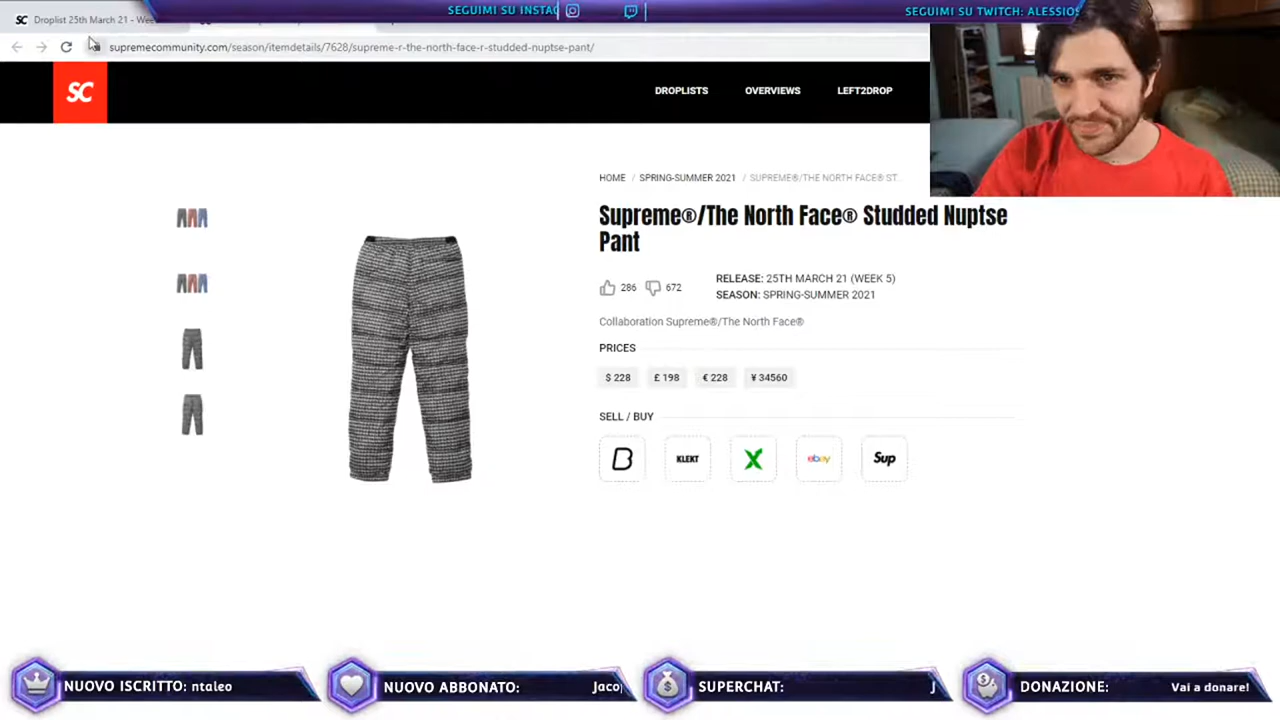 SEGUIMI SU INSTAG
SEGUIMI SU TWITCH: ALESSIOS
SC Droplist 25th March 21 - Wee
supremecommunity.com/season/itemdetails/7628/supreme-r-the-north-face-r-studded-nuptse-pant/
SC
DROPLISTS OVERVIEWS LEFT2DROP
HOME / SPRING-SUMMER 2021 / SUPREME®/THE NORTH FACE® ST...
Supreme®/The North Face® Studded Nuptse
Pant
286 672
RELEASE: 25TH MARCH 21 (WEEK 5)
SEASON: SPRING-SUMMER 2021
Collaboration Supreme®/The North Face®
PRICES
$ 228 £ 198 € 228 ¥ 34560
SELL / BUY
B KLEKT X ebay Sup
NUOVO ISCRITTO: ntaleo
NUOVO ABBONATO: Jaco
SUPERCHAT: J
DONAZIONE: Vai a donare!